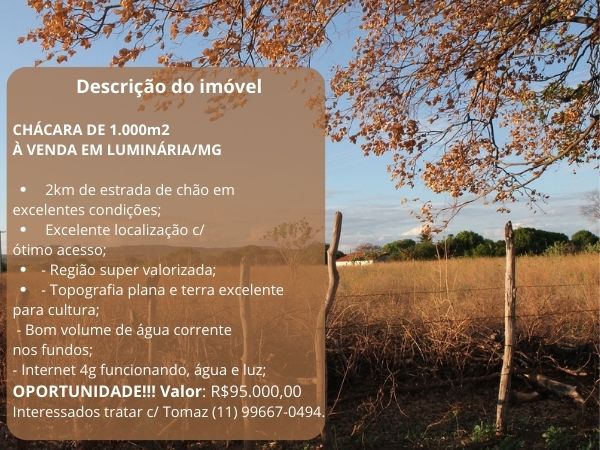 Descrição do imóvel
CHÁCARA DE 1.000m2
À VENDA EM LUMINÁRIA/MG
• 2km de estrada de chão em
excelentes condições;
• Excelente localização c/
ótimo acesso;
• - Região super valorizada;
• - Topografia plana e terra excelente
para cultura;
- Bom volume de água corrente
nos fundos;
- Internet 4g funcionando, água e luz;
OPORTUNIDADE!!! Valor: R$95.000,00
Interessados tratar c/ Tomaz (11) 99667-0494.